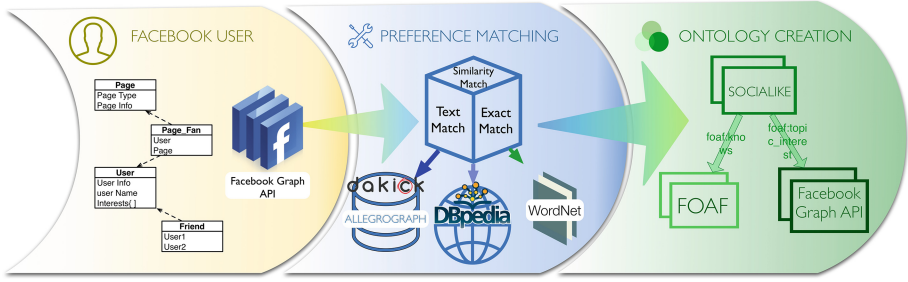 FACEBOOK USER
Page
Page Type
Page Info
Page_Fan
User
Page
User
User Info
user Name
Interests[ ]
Friend
User1
User2
f
Facebook Graph
API
PREFERENCE MATCHING
Similarity
Match
Text
Match
Exact
Match
dakick
ALLEGROGRAPH
DBpedia
WordNet
ONTOLOGY CREATION
SOCIALIKE
foaf:kno
ws
foaf:topi
c_intere
st
FOAF
Facebook
Graph API